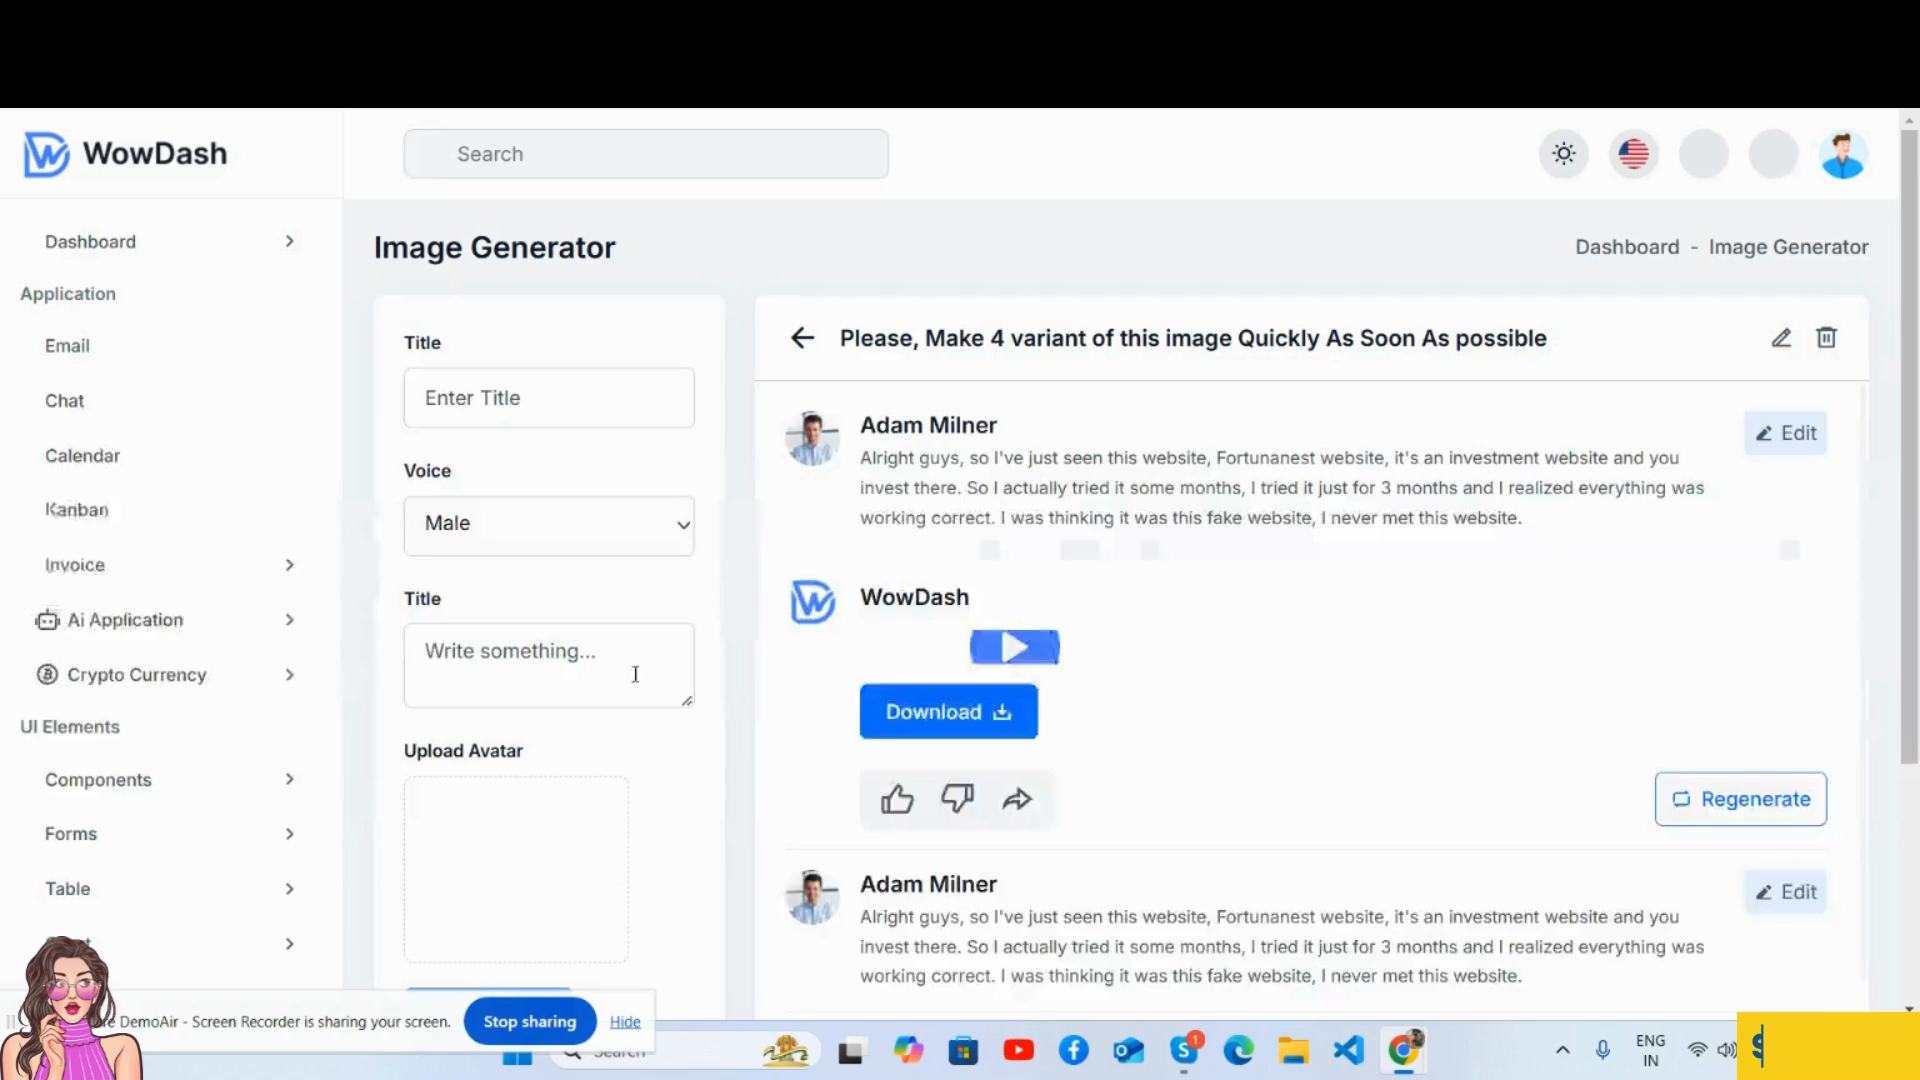 WowDash
Search
Dashboard
Application
Email
Chat
Calendar
Kanban
Invoice
Ai Application
Crypto Currency
UI Elements
Components
Forms
Table
Image Generator
Dashboard - Image Generator
Title
Enter Title
Voice
Male
Title
Write something...
Upload Avatar
Please, Make 4 variant of this image Quickly As Soon As possible
Adam Milner
Edit
Alright guys, so I've just seen this website, Fortunanest website, it's an investment website and you
invest there. So I actually tried it some months, I tried it just for 3 months and I realized everything was
working correct. I was thinking it was this fake website, I never met this website.
WowDash
Download
Regenerate
Adam Milner
Edit
Alright guys, so I've just seen this website, Fortunanest website, it's an investment website and you
invest there. So I actually tried it some months, I tried it just for 3 months and I realized everything was
working correct. I was thinking it was this fake website, I never met this website.
DemoAir - Screen Recorder is sharing your screen.
Stop sharing
Hide
Search
1
ENG
IN